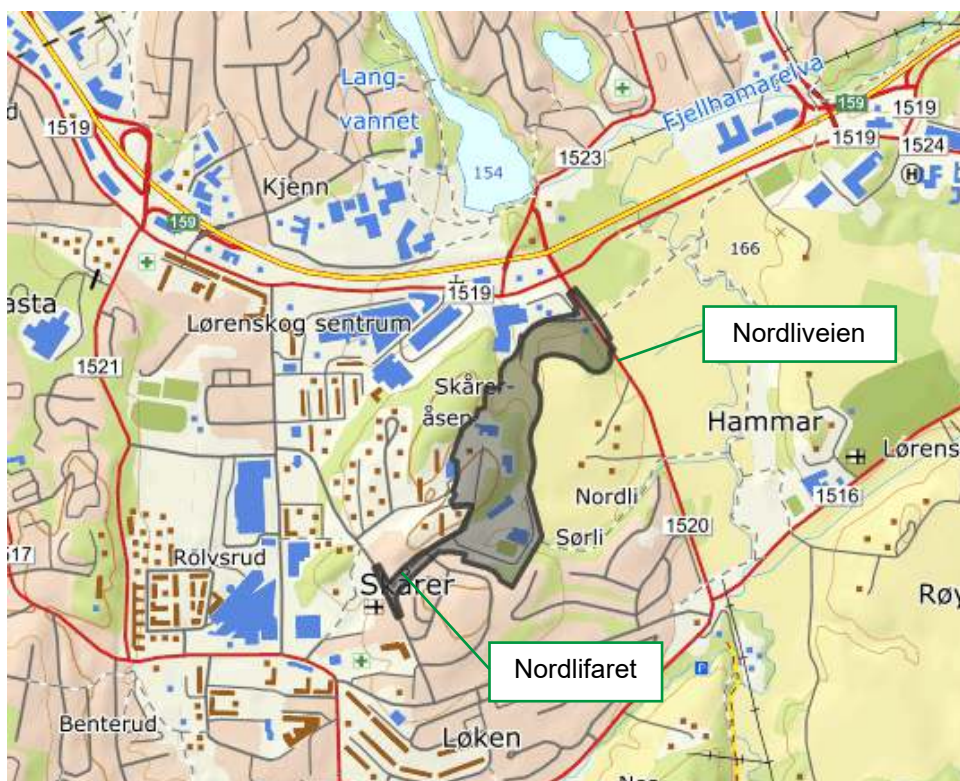 Lang-
vannet
Fjellhamarelva
159
1519
1519
1519
1524
H
1523
154
Kjenn
166
159
1519
asta
Lørenskog sentrum
Nordliveien
1521
Skårer-
åsen
Hammar
Lørens
1516
Nordli
1520
Sørli
517
Rolvsrud
Skårer
Røy
Nordlifaret
P
Benterud
Løken